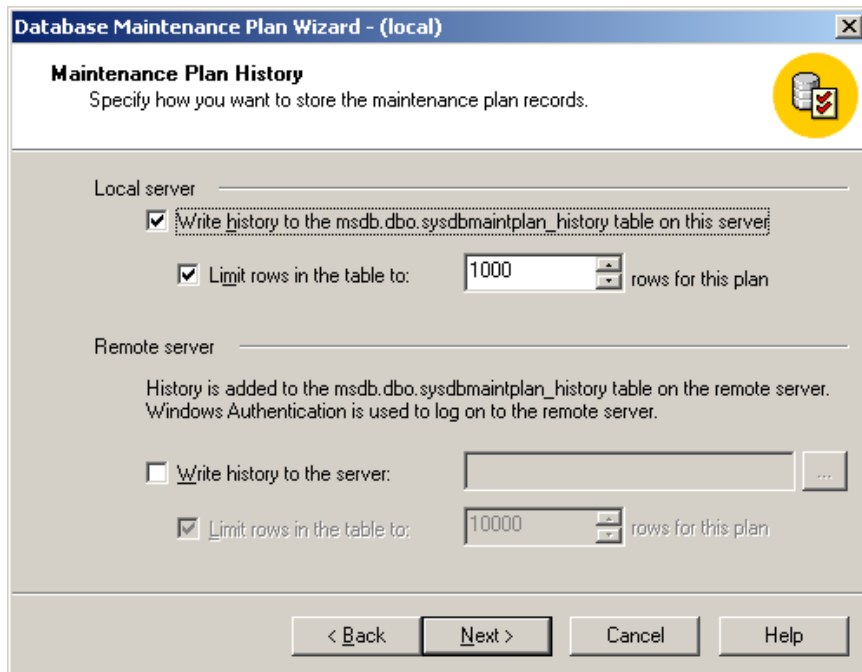 Database Maintenance Plan Wizard - (local)
Maintenance Plan History
Specify how you want to store the maintenance plan records.
Local server
Write history to the msdb.dbo.sysdbmaintplan_history table on this server
Limit rows in the table to: 1000 rows for this plan
Remote server
History is added to the msdb.dbo.sysdbmaintplan_history table on the remote server.
Windows Authentication is used to log on to the remote server.
Write history to the server: ...
Limit rows in the table to: 10000 rows for this plan
< Back Next > Cancel Help